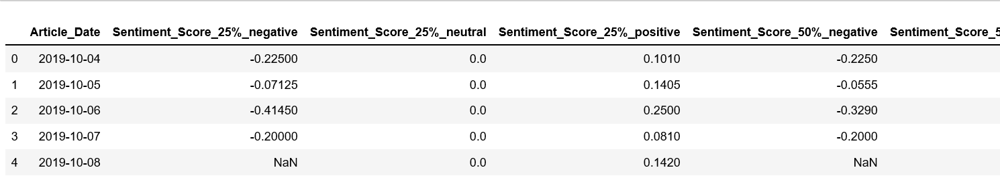 Article_Date Sentiment_Score_25%_negative Sentiment_Score_25%_neutral Sentiment_Score_25%_positive Sentiment_Score_50%_negative Sentiment_Score_5
0 2019-10-04 -0.22500 0.0 0.1010 -0.2250
1 2019-10-05 -0.07125 0.0 0.1405 -0.0555
2 2019-10-06 -0.41450 0.0 0.2500 -0.3290
3 2019-10-07 -0.20000 0.0 0.0810 -0.2000
4 2019-10-08 NaN 0.0 0.1420 NaN